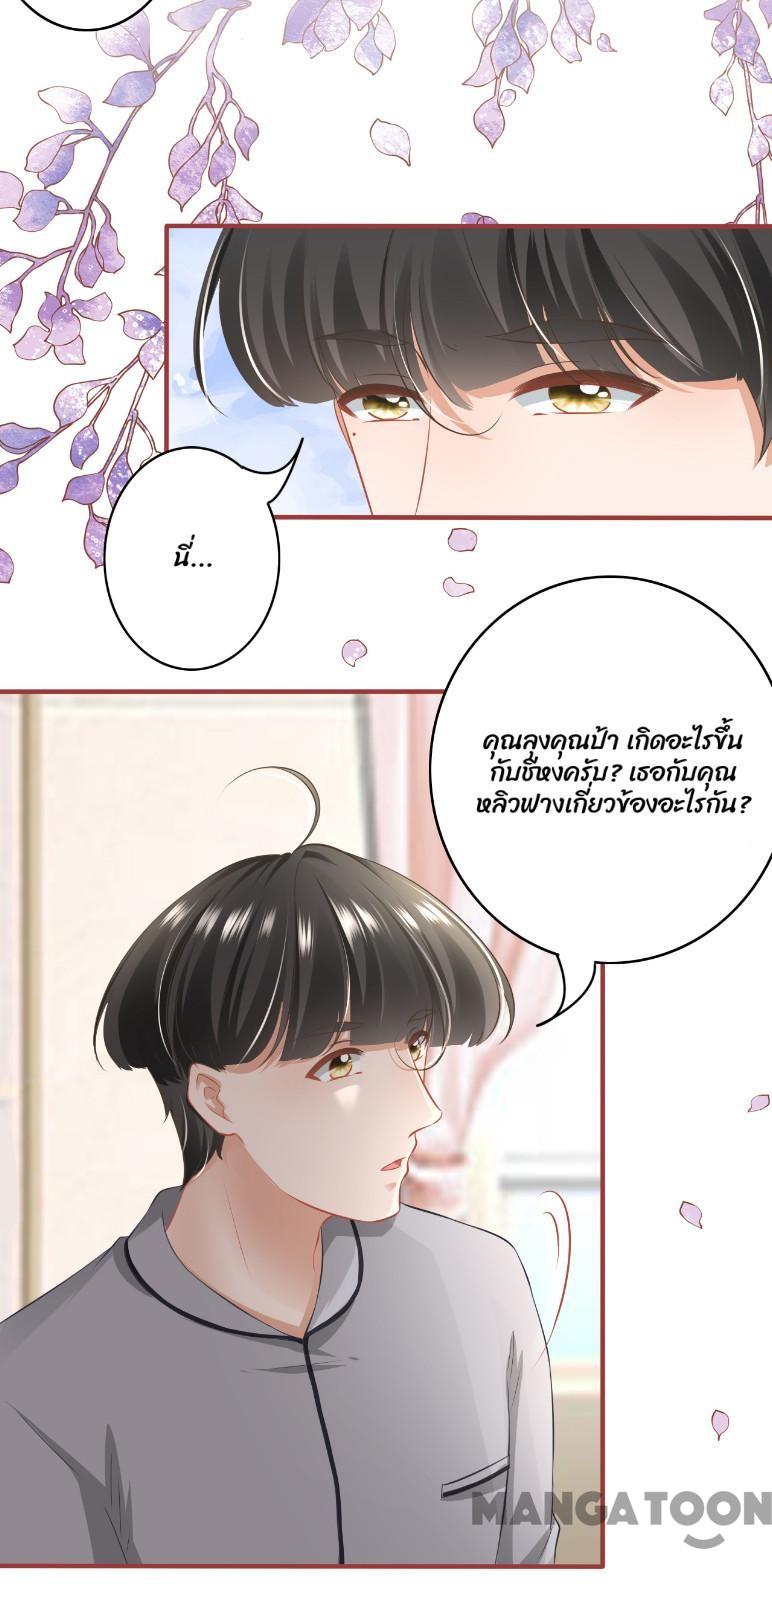 นี่...
คุณลุงคุณป้า เกิดอะไรขึ้น
กับชีหงครับ? เธอกับคุณ
หลิวฟางเกี่ยวข้องอะไรกัน?
MANGATOON